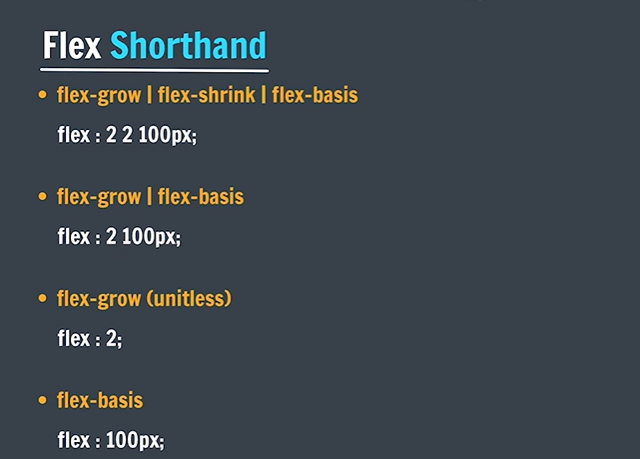 Flex Shorthand
• flex-grow | flex-shrink | flex-basis
flex : 2 2 100px;
• flex-grow | flex-basis
flex : 2 100px;
• flex-grow (unitless)
flex : 2;
• flex-basis
flex : 100px;